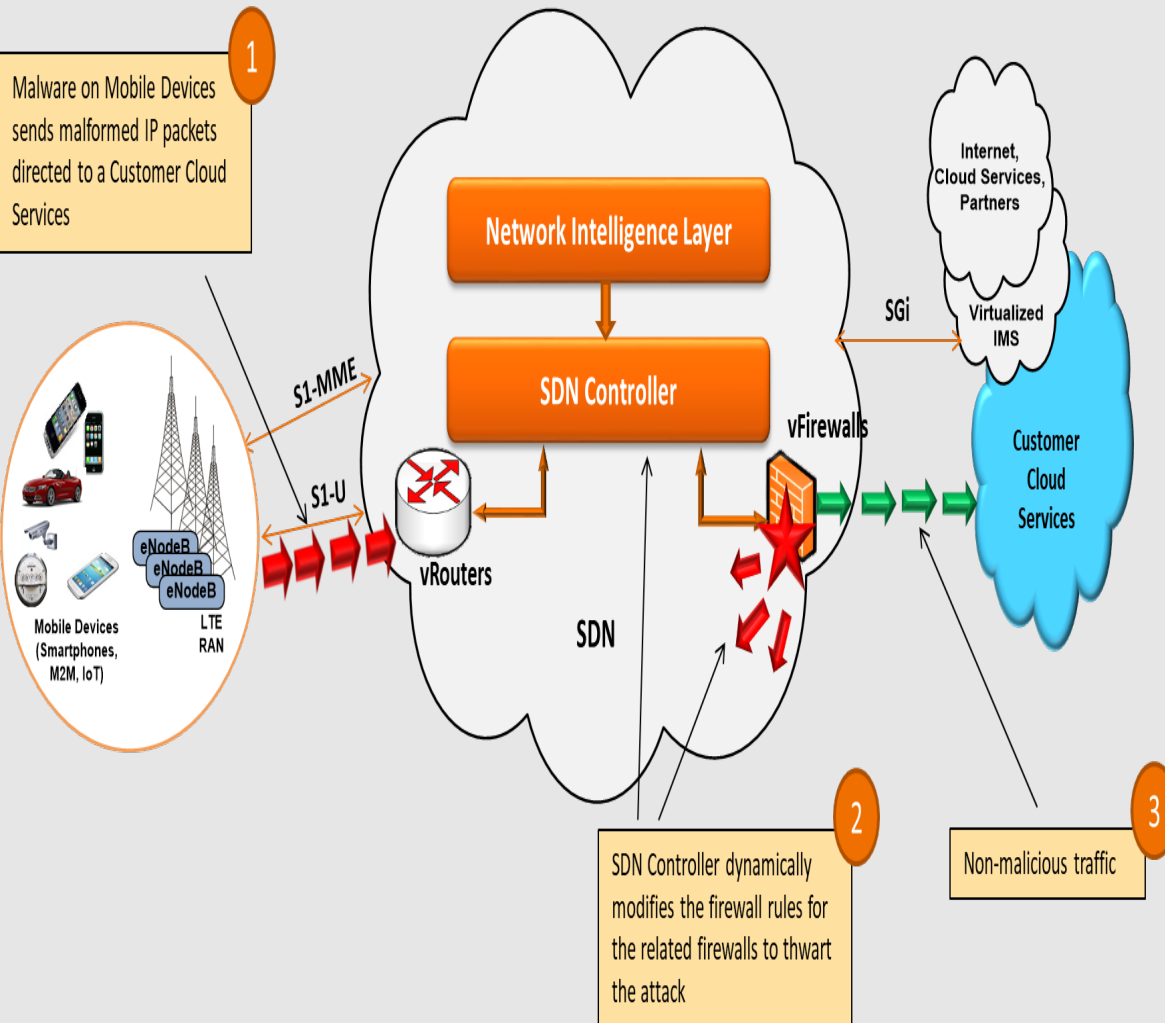 1
Malware on Mobile Devices
sends malformed IP packets
directed to a Customer Cloud
Services
Network Intelligence Layer
SDN Controller
Internet,
Cloud Services,
Partners
Virtualized
IMS
SGi
S1-MME
S1-U
vFirewalls
Customer
Cloud
Services
eNodeB
eNodeB
eNodeB
LTE
RAN
Mobile Devices
(Smartphones,
M2M, IoT)
vRouters
SDN
2
SDN Controller dynamically
modifies the firewall rules for
the related firewalls to thwart
the attack
3
Non-malicious traffic